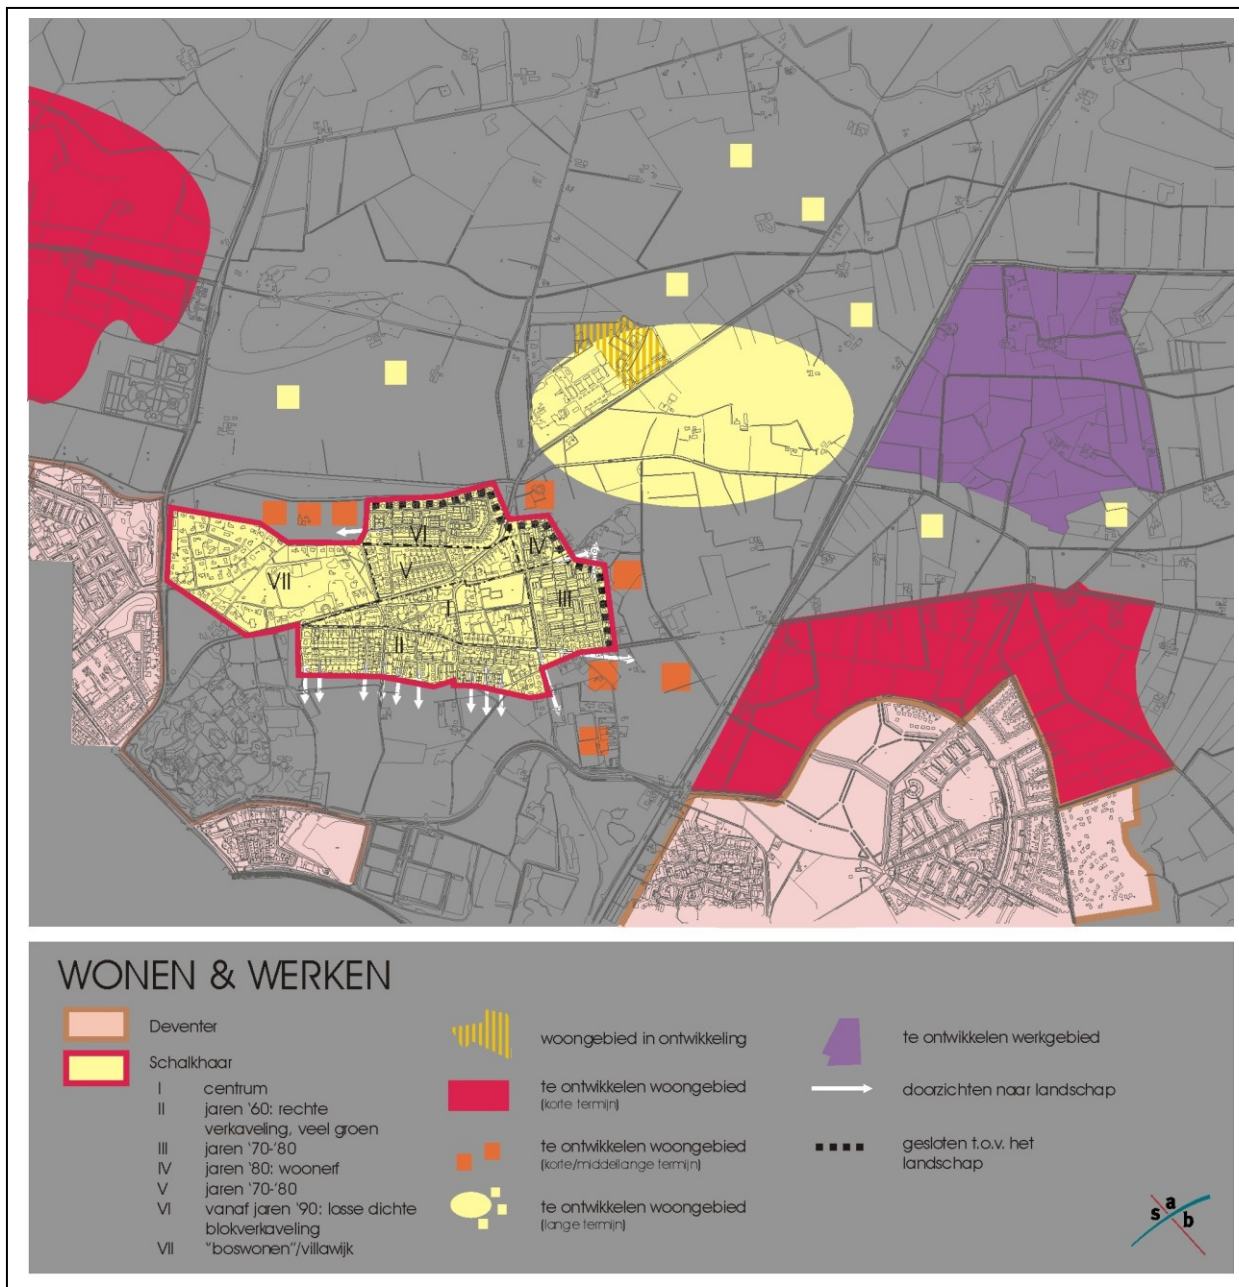 VI
IV
V
VII
I
III
II
WONEN & WERKEN
Deventer
Schalkhaar
I centrum
II jaren '60: rechte
verkaveling, veel groen
III jaren '70-'80
IV jaren '80: woonerf
V jaren '70-'80
VI vanaf jaren '90: losse dichte
blokverkaveling
VII "boswonen"/villawijk
woongebied in ontwikkeling
te ontwikkelen woongebied
(korte termijn)
te ontwikkelen woongebied
(korte/middellange termijn)
te ontwikkelen woongebied
(lange termijn)
te ontwikkelen werkgebied
doorzichten naar landschap
gesloten t.o.v. het
landschap
sab